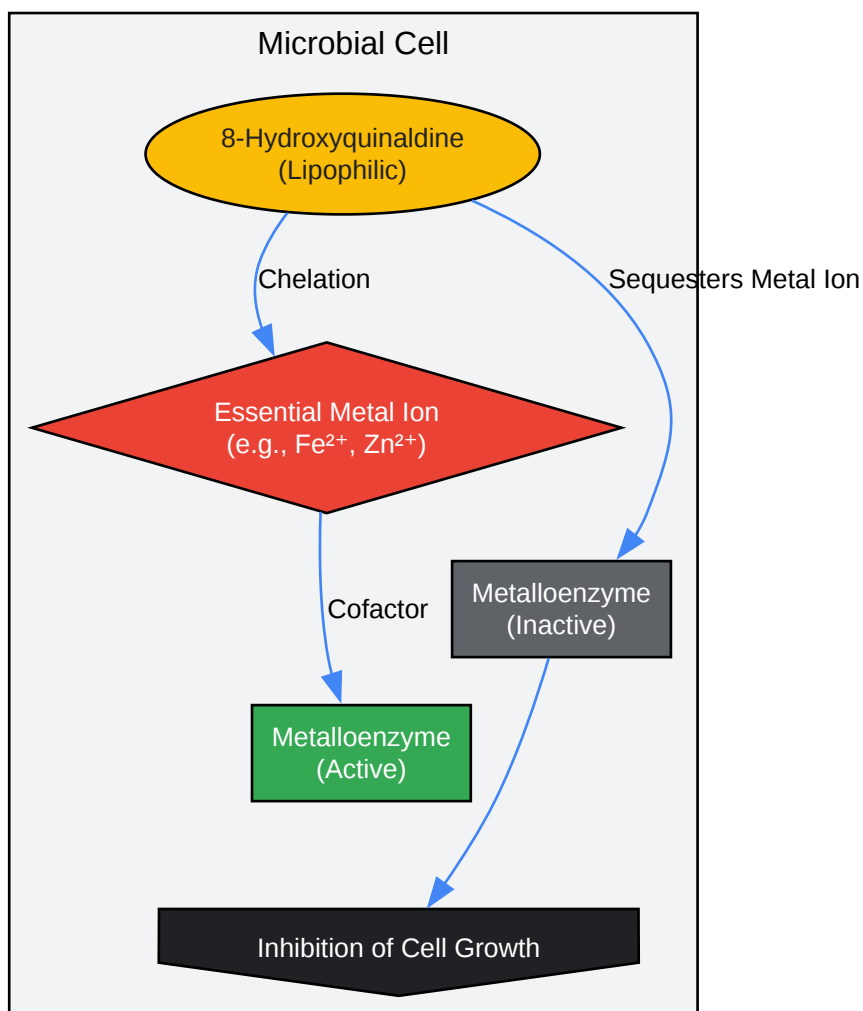 Microbial Cell
8-Hydroxyquinaldine
(Lipophilic)
Chelation
Sequesters Metal Ion
Essential Metal Ion
(e.g., Fe²⁺, Zn²⁺)
Cofactor
Metalloenzyme
(Inactive)
Metalloenzyme
(Active)
Inhibition of Cell Growth